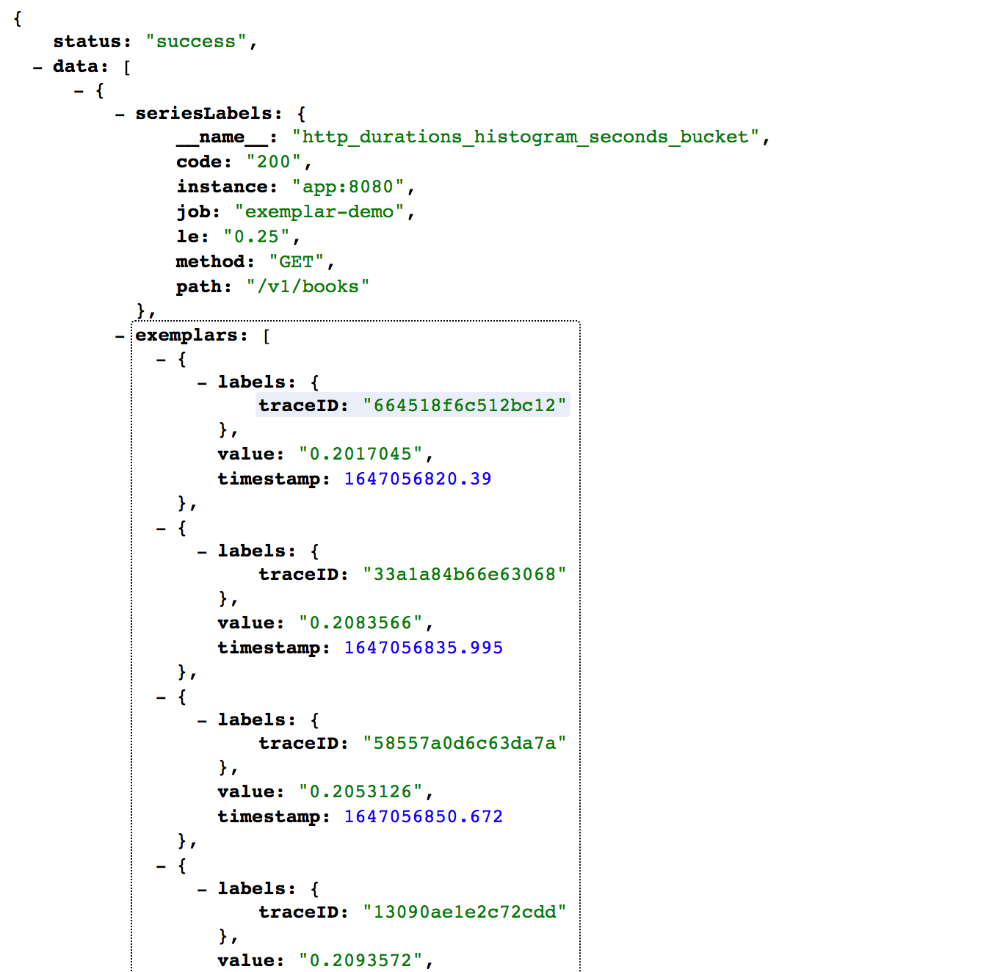 {
status: "success",
- data: [
- {
- seriesLabels: {
__name__: "http_durations_histogram_seconds_bucket",
code: "200",
instance: "app:8080",
job: "exemplar-demo",
le: "0.25",
method: "GET",
path: "/v1/books"
},
- exemplars: [
- {
- labels: {
traceID: "664518f6c512bc12"
},
value: "0.2017045",
timestamp: 1647056820.39
},
- {
- labels: {
traceID: "33a1a84b66e63068"
},
value: "0.2083566",
timestamp: 1647056835.995
},
- {
- labels: {
traceID: "58557a0d6c63da7a"
},
value: "0.2053126",
timestamp: 1647056850.672
},
- {
- labels: {
traceID: "13090ae1e2c72cdd"
},
value: "0.2093572",